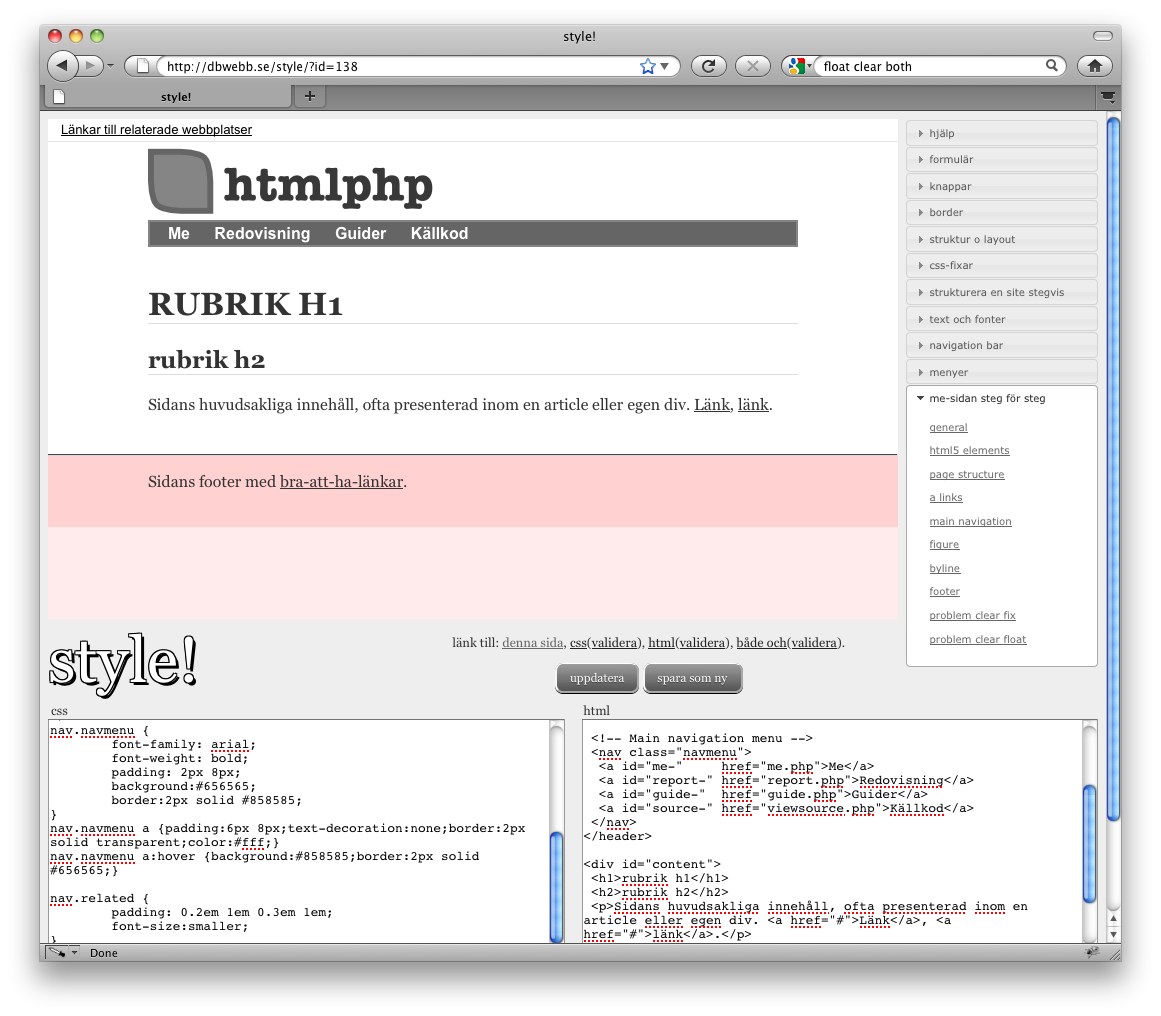 style!
http://dbwebb.se/style/?id=138
float clear both
style!
+
Länkar till relaterade webbplatser
htmlphp
Me Redovisning Guider Källkod
RUBRIK H1
rubrik h2
Sidans huvudsakliga innehåll, ofta presenterad inom en article eller egen div. Länk, länk.
Sidans footer med bra-att-ha-länkar.
hjälp
formulär
knappar
border
struktur o layout
css-fixar
strukturera en site stegvis
text och fonter
navigation bar
menyer
me-sidan steg för steg
general
html5 elements
page structure
a links
main navigation
figure
byline
footer
problem clear fix
problem clear float
style!
länk till: denna sida, css(validera), html(validera), både och(validera).
uppdatera spara som ny
css
}
nav.navmenu {
font-family: arial;
font-weight: bold;
padding: 2px 8px;
background:#656565;
border:2px solid #858585;
}
nav.navmenu a {padding:6px 8px;text-decoration:none;border:2px
solid transparent;color:#fff;}
nav.navmenu a:hover {background:#858585;border:2px solid
#656565;}
nav.related {
padding: 0.2em 1em 0.3em 1em;
font-size:smaller;
}
html
<!-- Main navigation menu -->
<nav class="navmenu">
<a id="me-" href="me.php">Me</a>
<a id="report-" href="report.php">Redovisning</a>
<a id="guide-" href="guide.php">Guider</a>
<a id="source-" href="viewsource.php">Källkod</a>
</nav>
</header>
<div id="content">
<h1>rubrik h1</h1>
<h2>rubrik h2</h2>
<p>Sidans huvudsakliga innehåll, ofta presenterad inom en
article eller egen div. <a href="#">Länk</a>, <a
href="#">länk</a>.</p>
Done